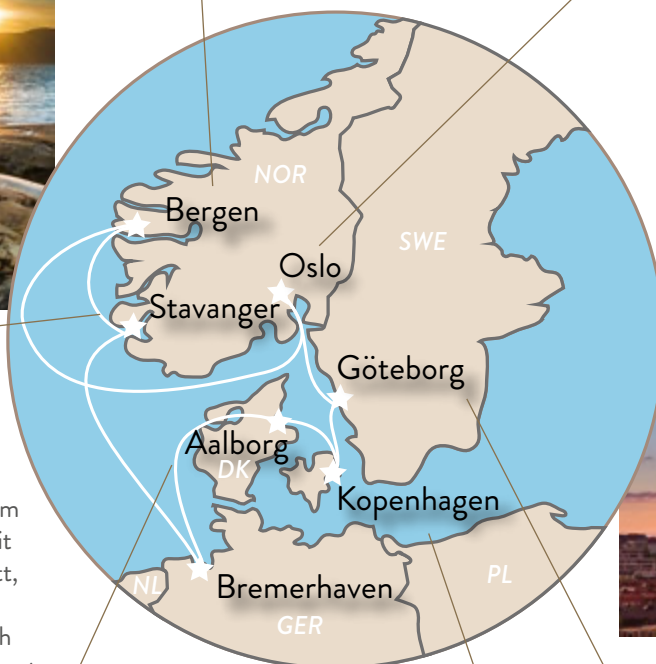 NOR
Bergen
SWE
Oslo
Stavanger
Göteborg
Aalborg
DK
Kopenhagen
NL
Bremerhaven
PL
GER